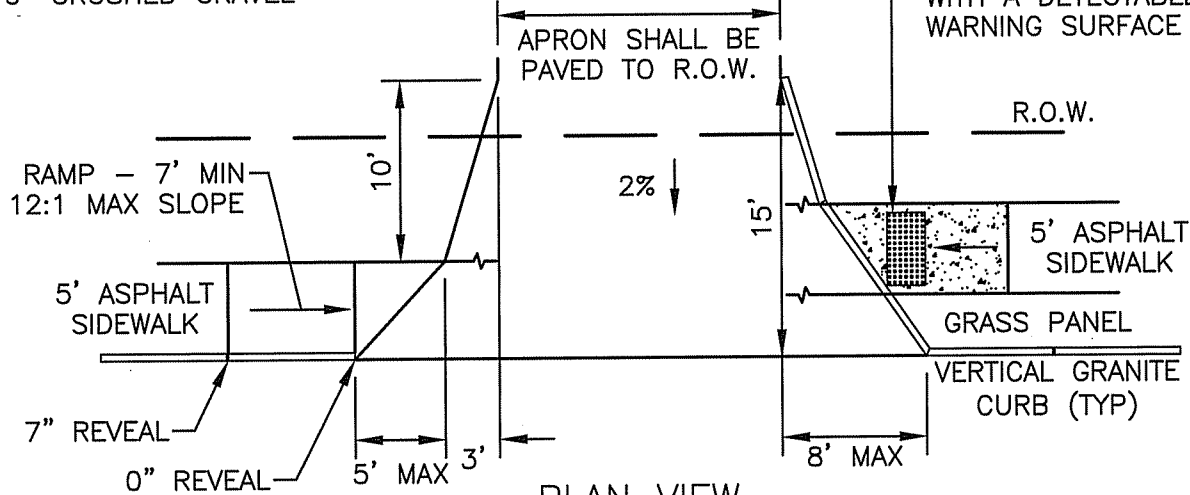 CRUSHED GRAVEL
WITH A DETECTABLE
WARNING SURFACE
APRON SHALL BE
PAVED TO R.O.W.
R.O.W.
RAMP – 7' MIN
12:1 MAX SLOPE
10'
2%
15'
5' ASPHALT
SIDEWALK
5' ASPHALT
SIDEWALK
GRASS PANEL
VERTICAL GRANITE
CURB (TYP)
7" REVEAL
0" REVEAL
5' MAX
3'
8' MAX
PLAN VIEW